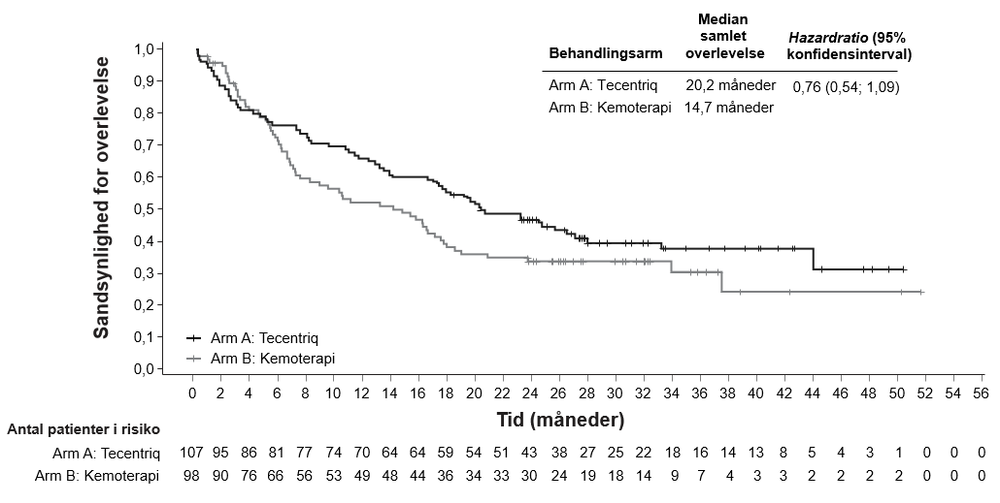 Median
samlet
overlevelse
Hazardratio (95%
konfidensinterval)
Behandlingsarm
Arm A: Tecentriq 20,2 måneder 0,76 (0,54; 1,09)
Arm B: Kemoterapi 14,7 måneder
Sandsynlighed for overlevelse
1,0
0,9
0,8
0,7
0,6
0,5
0,4
0,3
0,2
0,1
0,0
Arm A: Tecentriq
Arm B: Kemoterapi
0 2 4 6 8 10 12 14 16 18 20 22 24 26 28 30 32 34 36 38 40 42 44 46 48 50 52 54 56
Tid (måneder)
Antal patienter i risiko
Arm A: Tecentriq 107 95 86 81 77 74 70 64 64 59 54 51 43 38 27 25 22 18 16 14 13 8 5 4 3 1 0 0 0
Arm B: Kemoterapi 98 90 76 66 56 53 49 48 44 36 34 33 30 24 19 18 14 9 7 4 3 3 2 2 2 2 0 0 0